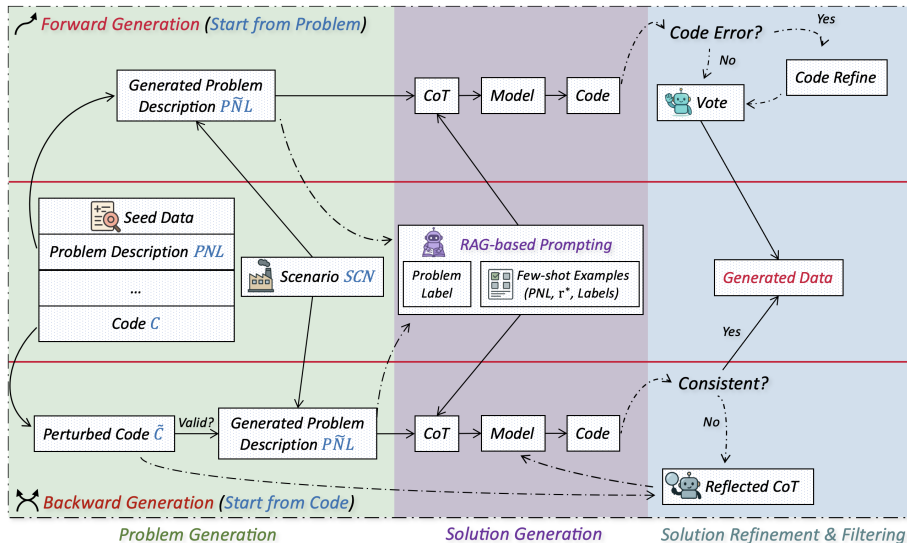 Forward Generation (Start from Problem)
Generated Problem
Description PÑL
CoT
Model
Code
Code Error?
Yes
No
Code Refine
Vote
Seed Data
Problem Description PNL
...
Code C
Scenario SCN
RAG-based Prompting
Problem
Label
Few-shot Examples
(PNL, r*, Labels)
Generated Data
Yes
Consistent?
No
Perturbed Code C̃
Valid?
Generated Problem
Description PÑL
CoT
Model
Code
Reflected CoT
Backward Generation (Start from Code)
Problem Generation
Solution Generation
Solution Refinement & Filtering